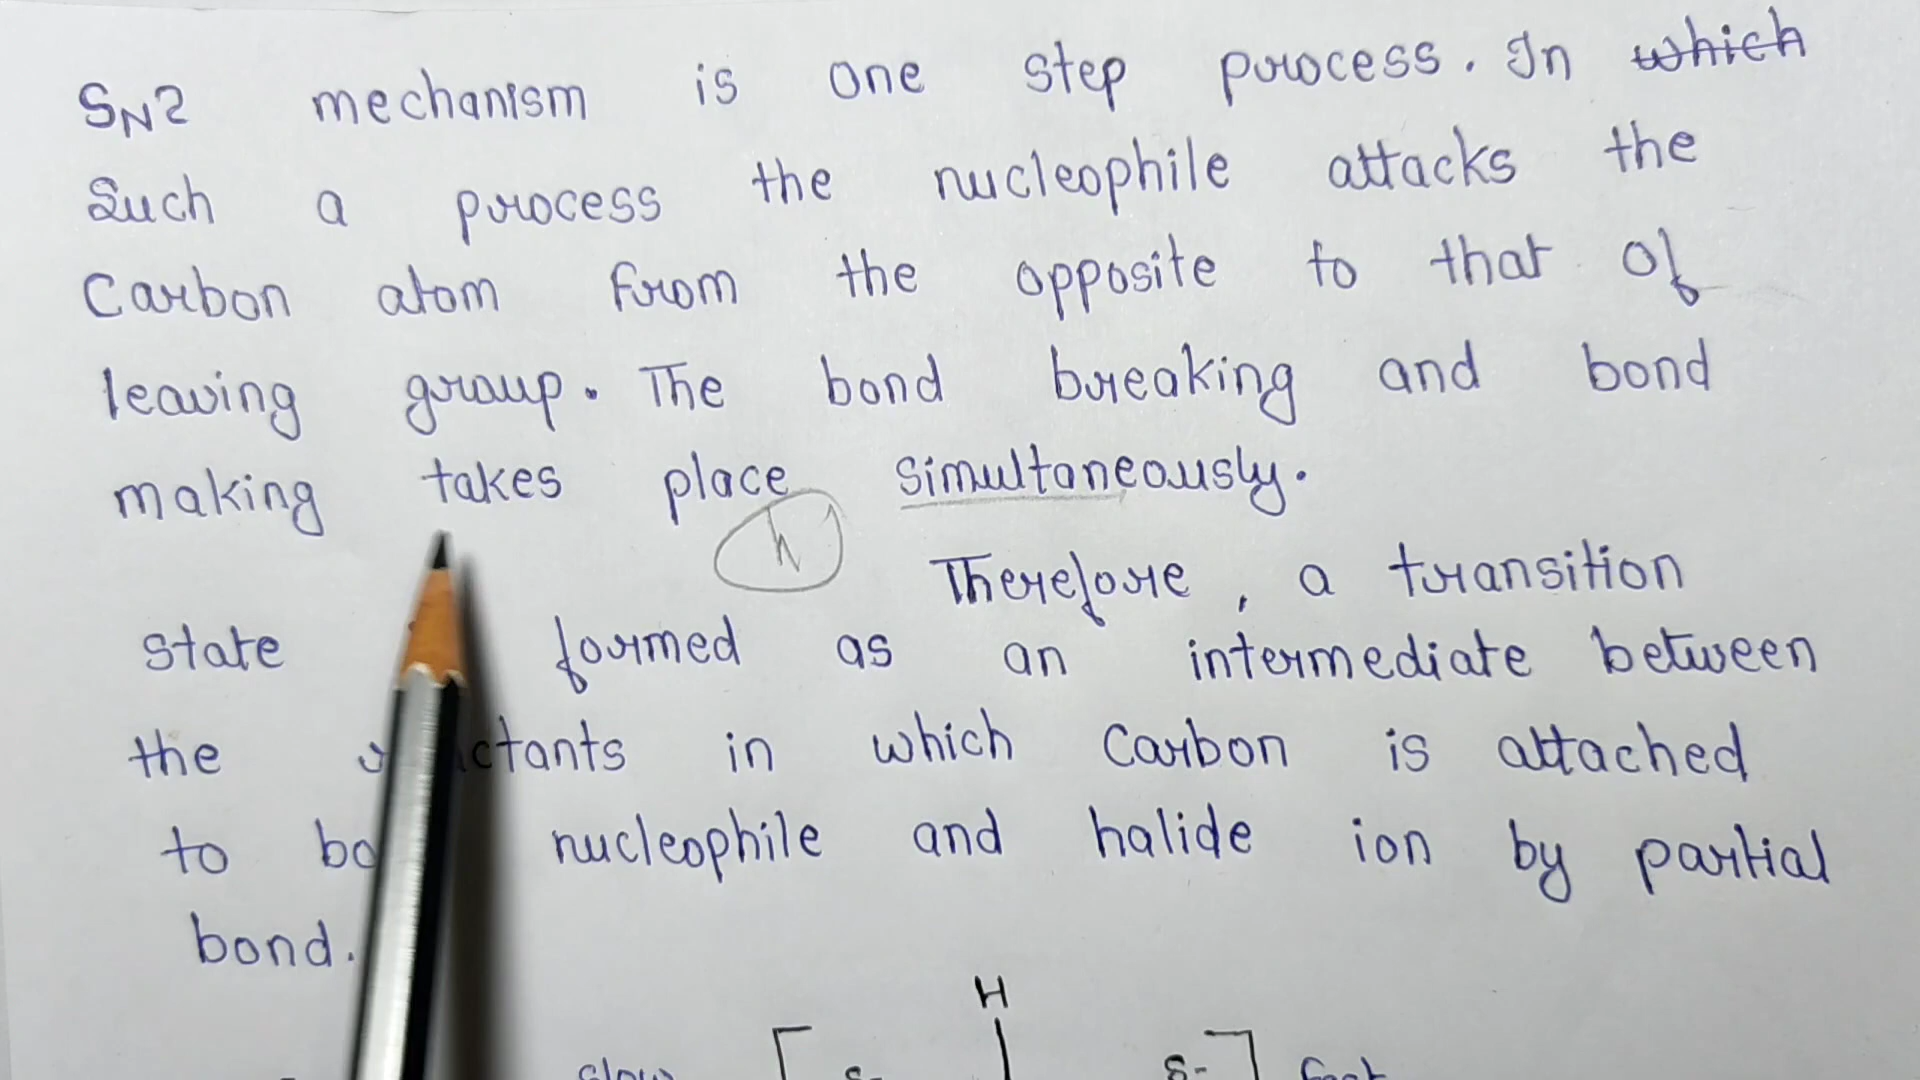 SN2 mechanism is one step process. In which
Such a process the nucleophile attacks the
Carbon atom from the opposite to that of
leaving group. The bond breaking and bond
making takes place simultaneously.
h
Therefore, a transition
state formed as an intermediate between
the in which Carbon is attached
to nucleophile and halide ion by partial
bond.
H
slow [ δ- δ- ] fast